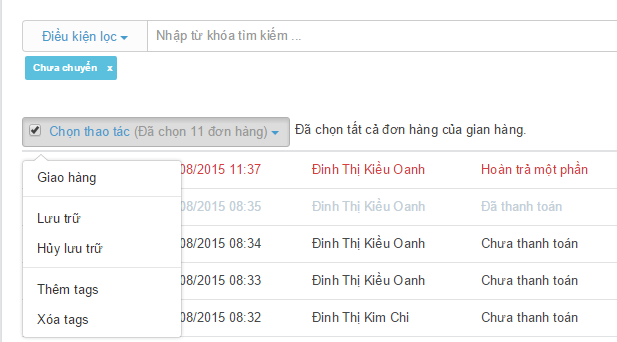 Điều kiện lọc Nhập từ khóa tìm kiếm ...
Chưa chuyển x
Chọn thao tác (Đã chọn 11 đơn hàng) Đã chọn tất cả đơn hàng của gian hàng.
08/2015 11:37 Đinh Thị Kiều Oanh Hoàn trả một phần
Giao hàng
08/2015 08:35 Đinh Thị Kiều Oanh Đã thanh toán
Lưu trữ
08/2015 08:34 Đinh Thị Kiều Oanh Chưa thanh toán
Hủy lưu trữ
08/2015 08:33 Đinh Thị Kiều Oanh Chưa thanh toán
Thêm tags
08/2015 08:32 Đinh Thị Kim Chi Chưa thanh toán
Xóa tags